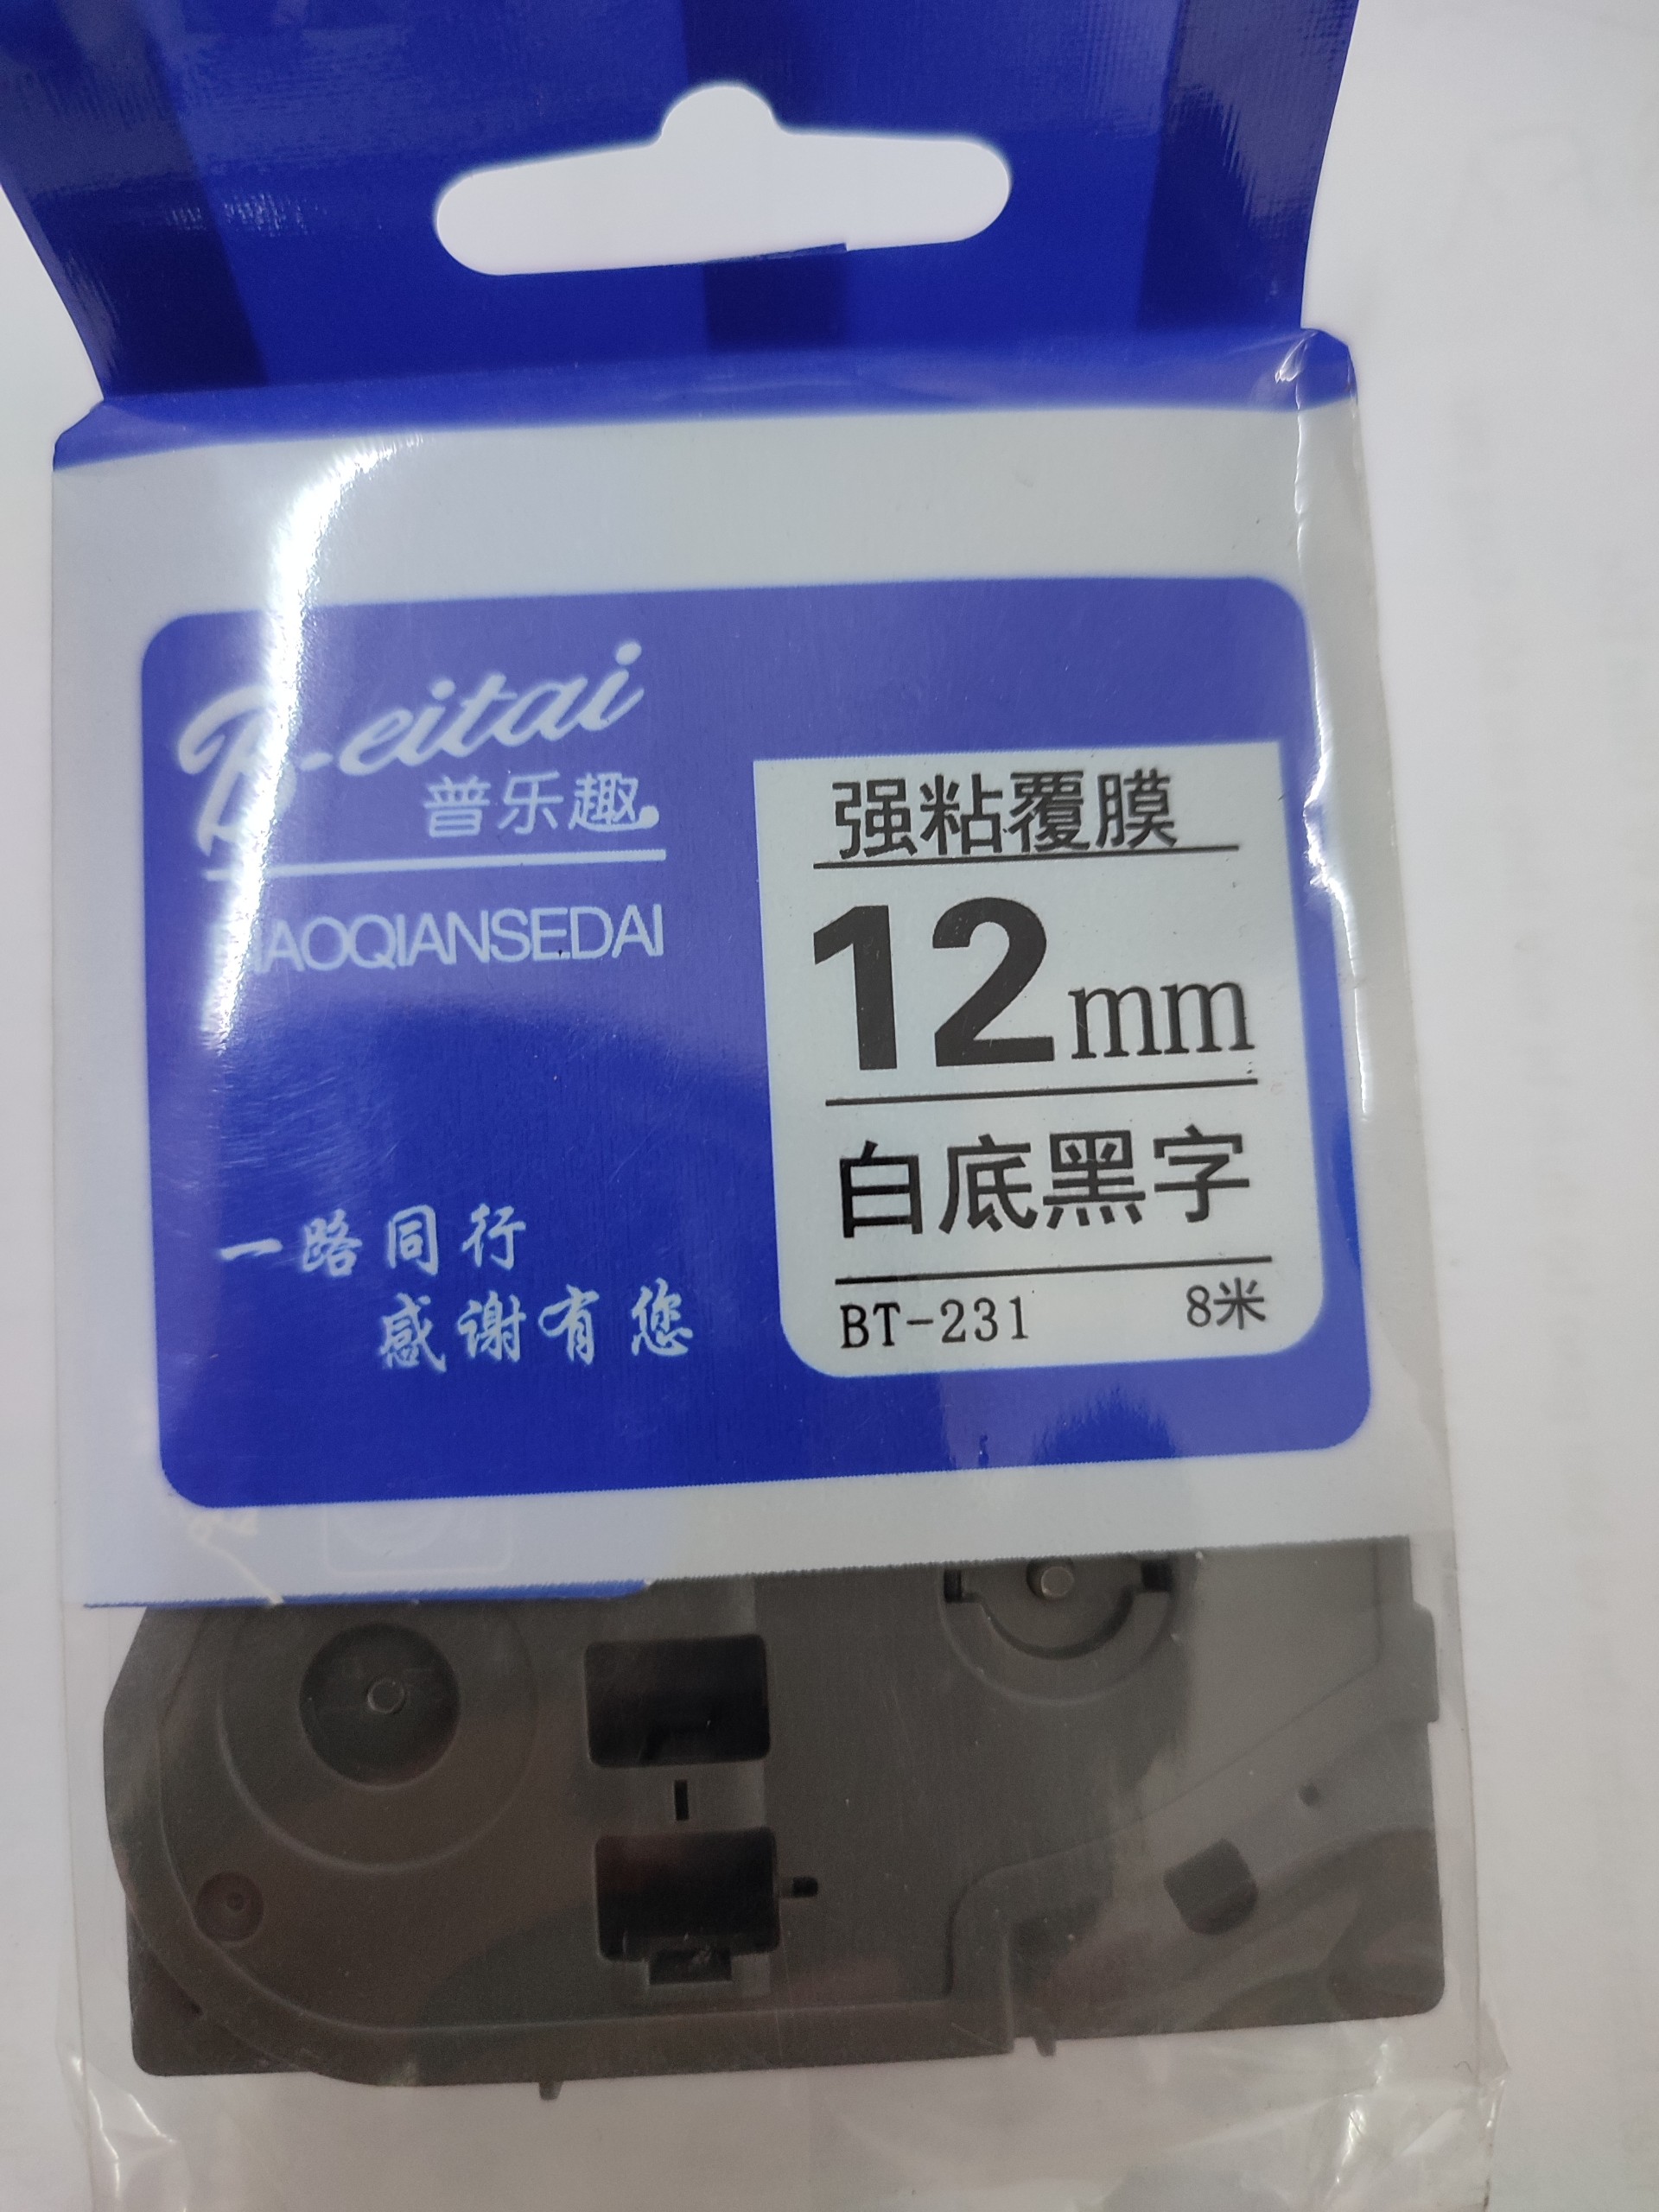 B-eitai
普乐趣
IAOQIANSEDAI
强粘覆膜
12mm
白底黑字
BT-231 8米
一路同行
感谢有您